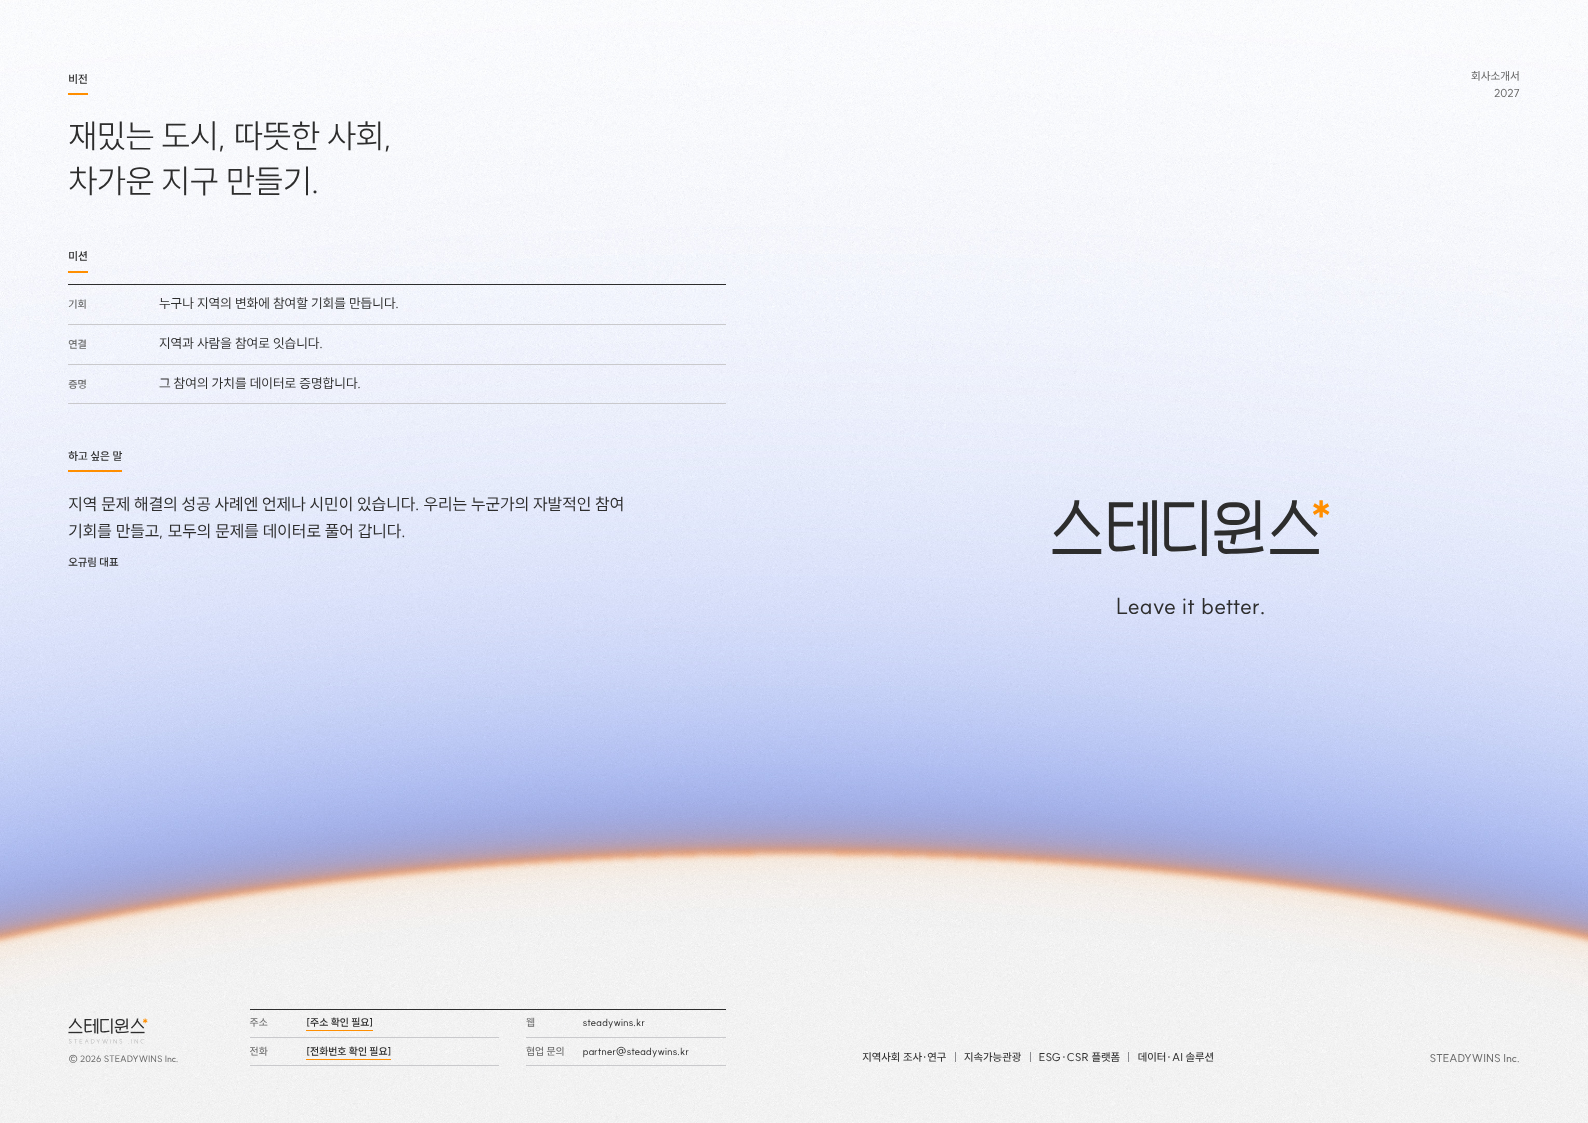 비전
재밌는 도시, 따뜻한 사회,
차가운 지구 만들기.
미션
기회 누구나 지역의 변화에 참여할 기회를 만듭니다.
연결 지역과 사람을 참여로 잇습니다.
증명 그 참여의 가치를 데이터로 증명합니다.
하고 싶은 말
지역 문제 해결의 성공 사례엔 언제나 시민이 있습니다. 우리는 누군가의 자발적인 참여
기회를 만들고, 모두의 문제를 데이터로 풀어 갑니다.
오규림 대표
스테디윈스*
STEADYWINS .INC
© 2026 STEADYWINS Inc.
주소 [주소 확인 필요]
전화 [전화번호 확인 필요]
웹 steadywins.kr
협업 문의 partner@steadywins.kr
회사소개서
2027
스테디윈스*
Leave it better.
지역사회 조사·연구 | 지속가능관광 | ESG·CSR 플랫폼 | 데이터·AI 솔루션
STEADYWINS Inc.